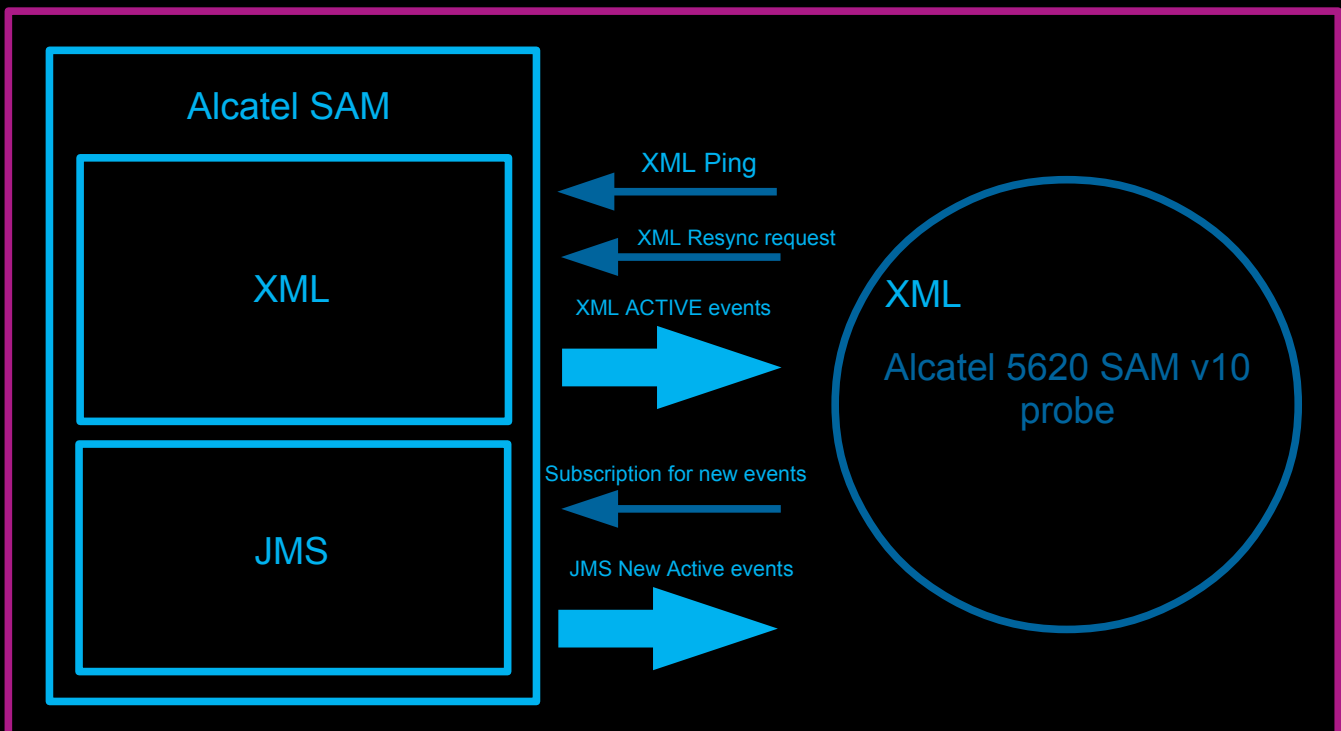 Alcatel SAM
XML
JMS
XML Ping
XML Resync request
XML ACTIVE events
Subscription for new events
JMS New Active events
XML
Alcatel 5620 SAM v10
probe